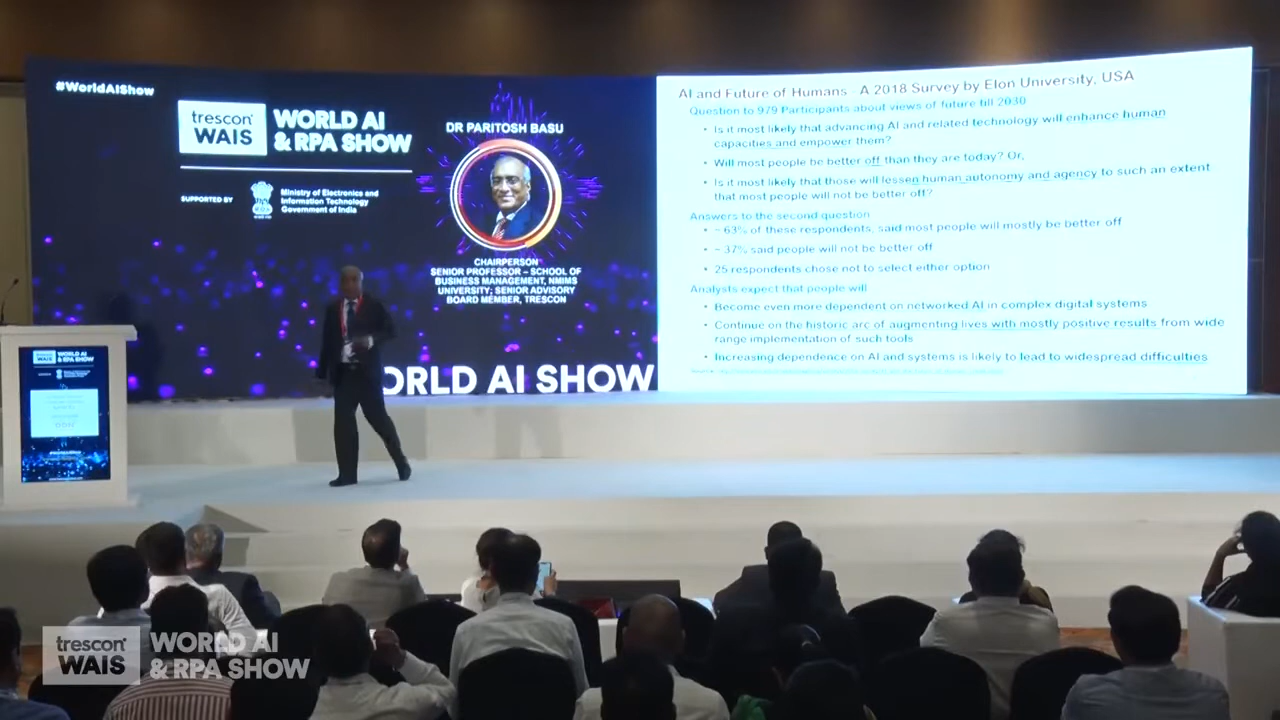 #WorldAIShow
trescon
WAIS
WORLD AI
& RPA SHOW
SUPPORTED BY
Ministry of Electronics and
Information Technology
Government of India
DR PARITOSH BASU
CHAIRPERSON
SENIOR PROFESSOR – SCHOOL OF
BUSINESS MANAGEMENT, NMIMS
UNIVERSITY; SENIOR ADVISORY
BOARD MEMBER, TRESCON
ORLD AI SHOW
AI and Future of Humans - A 2018 Survey by Elon University, USA
Question to 979 Participants about views of future till 2030
• Is it most likely that advancing AI and related technology will enhance human
capacities and empower them?
• Will most people be better off than they are today? Or,
• Is it most likely that those will lessen human autonomy and agency to such an extent
that most people will not be better off?
Answers to the second question
• ~ 63% of these respondents, said most people will mostly be better off
• ~ 37% said people will not be better off
• 25 respondents chose not to select either option
Analysts expect that people will
• Become even more dependent on networked AI in complex digital systems
• Continue on the historic arc of augmenting lives with mostly positive results from wide
range implementation of such tools
• Increasing dependence on AI and systems is likely to lead to widespread difficulties
WORLD AI
& RPA SHOW
trescon
WAIS
WORLD AI
& RPA SHOW